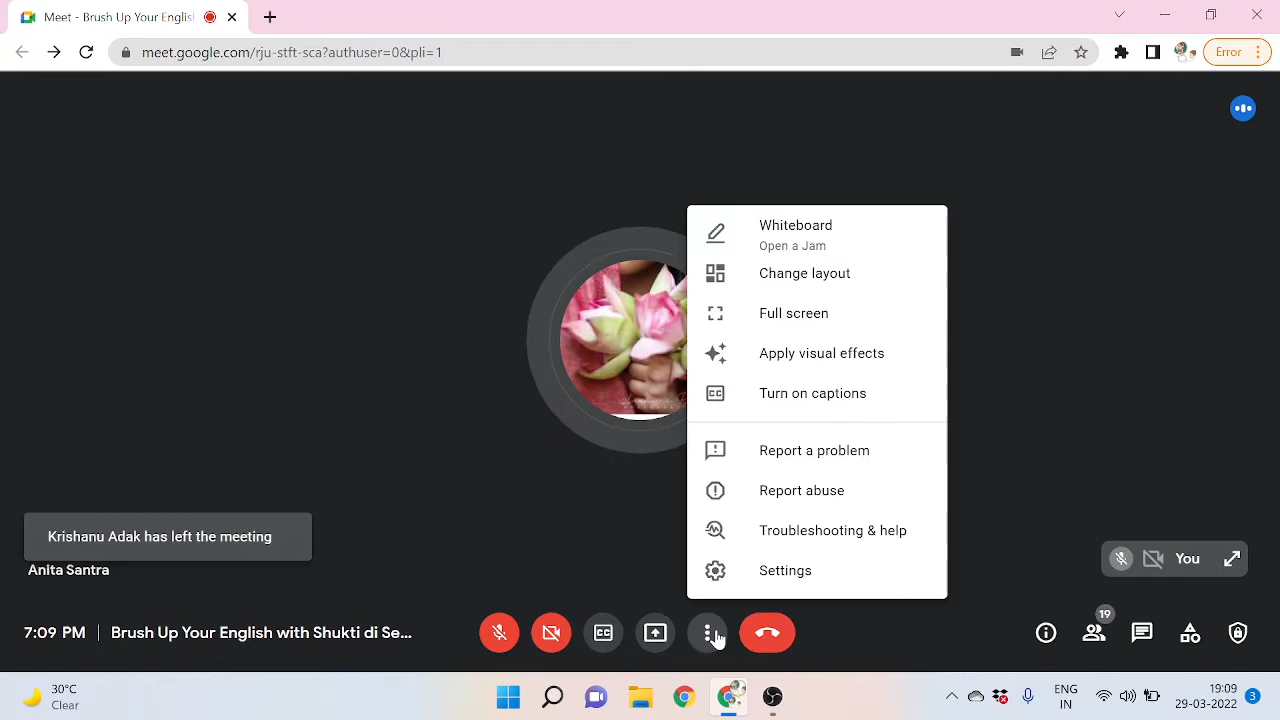 Meet - Brush Up Your Englis
meet.google.com/rju-stft-sca?authuser=0&pli=1
Error
Whiteboard
Open a Jam
Change layout
Full screen
Apply visual effects
CC
Turn on captions
Report a problem
Report abuse
Troubleshooting & help
Settings
Krishanu Adak has left the meeting
Anita Santra
You
7:09 PM
Brush Up Your English with Shukti di Se...
CC
19
30°C
Clear
ENG
IN
19:09
29-03-2022
3